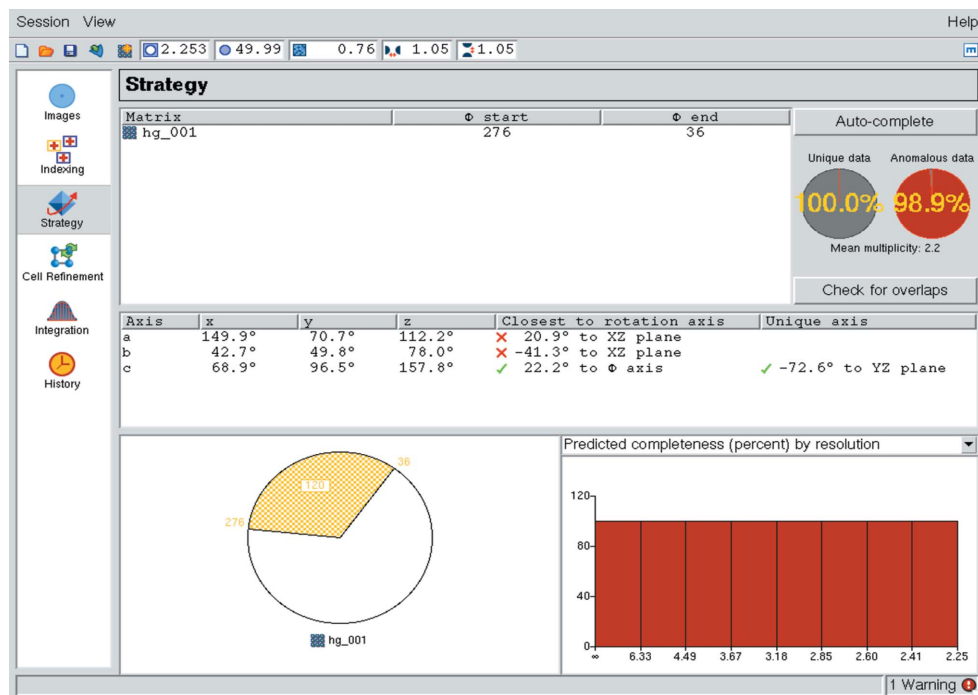 Session View Help
2.253 49.99 0.76 1.05 1.05
Images
Indexing
Strategy
Cell Refinement
Integration
History
Strategy
Matrix Φ start Φ end
hg_001 276 36
Auto-complete
Unique data Anomalous data
100.0% 98.9%
Mean multiplicity: 2.2
Check for overlaps
Axis x y z Closest to rotation axis Unique axis
a 149.9° 70.7° 112.2° ✗ 20.9° to XZ plane
b 42.7° 49.8° 78.0° ✗ -41.3° to XZ plane
c 68.9° 96.5° 157.8° ✓ 22.2° to Φ axis ✓ -72.6° to YZ plane
36
120
276
hg_001
Predicted completeness (percent) by resolution
120
80
40
0
∞ 6.33 4.49 3.67 3.18 2.85 2.60 2.41 2.25
1 Warning